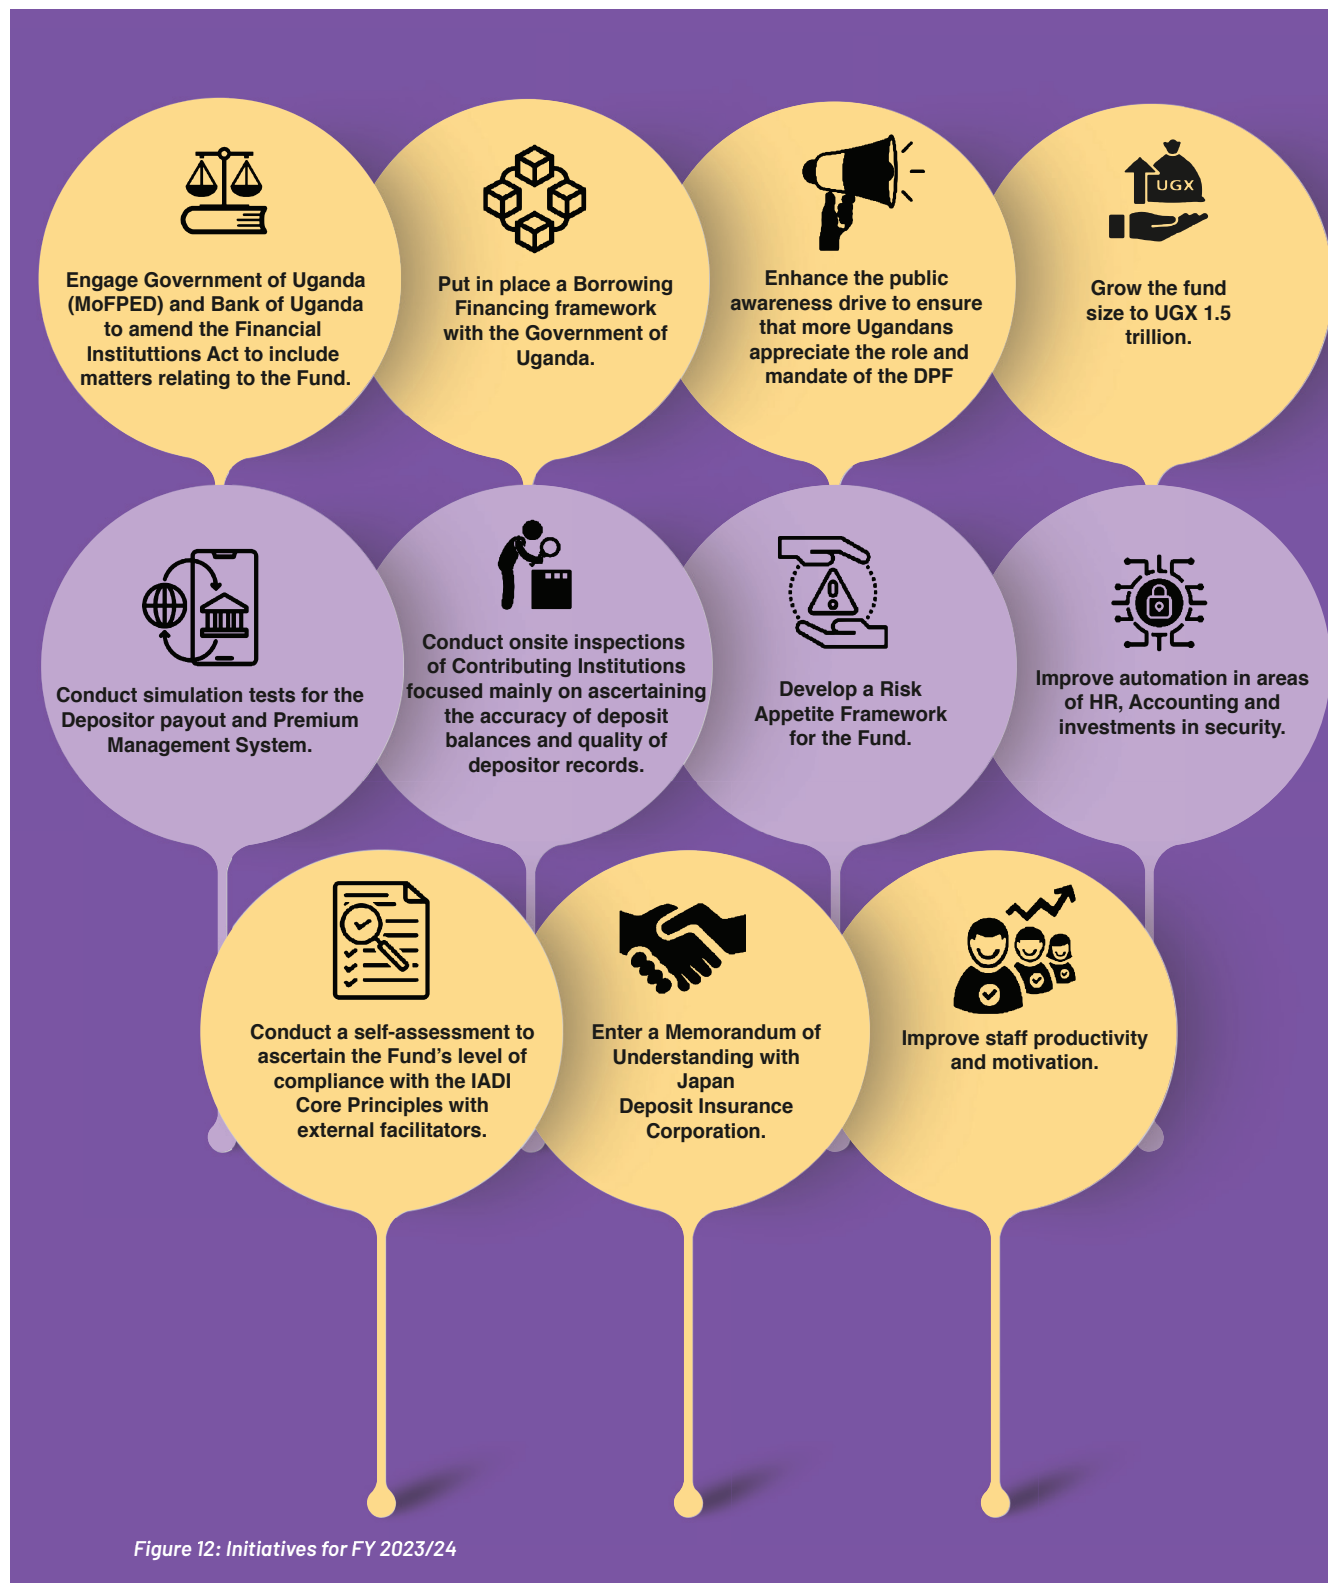 Engage Government of Uganda
(MoFPED) and Bank of Uganda
to amend the Financial
Instituttions Act to include
matters relating to the Fund.
Put in place a Borrowing
Financing framework
with the Government of
Uganda.
Enhance the public
awareness drive to ensure
that more Ugandans
appreciate the role and
mandate of the DPF
UGX
Grow the fund
size to UGX 1.5
trillion.
Conduct simulation tests for the
Depositor payout and Premium
Management System.
Conduct onsite inspections
of Contributing Institutions
focused mainly on ascertaining
the accuracy of deposit
balances and quality of
depositor records.
Develop a Risk
Appetite Framework
for the Fund.
Improve automation in areas
of HR, Accounting and
investments in security.
Conduct a self-assessment to
ascertain the Fund’s level of
compliance with the IADI
Core Principles with
external facilitators.
Enter a Memorandum of
Understanding with
Japan
Deposit Insurance
Corporation.
Improve staff productivity
and motivation.
Figure 12: Initiatives for FY 2023/24